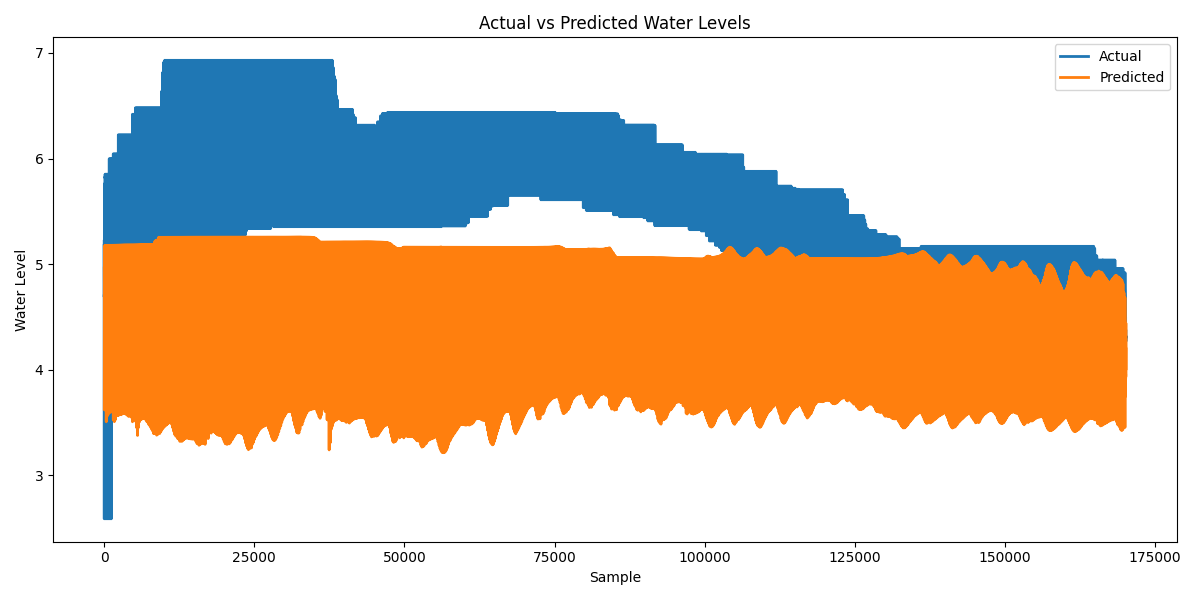 Actual vs Predicted Water Levels
Actual
Predicted
7
6
5
4
3
Water Level
0
25000
50000
75000
100000
125000
150000
175000
Sample